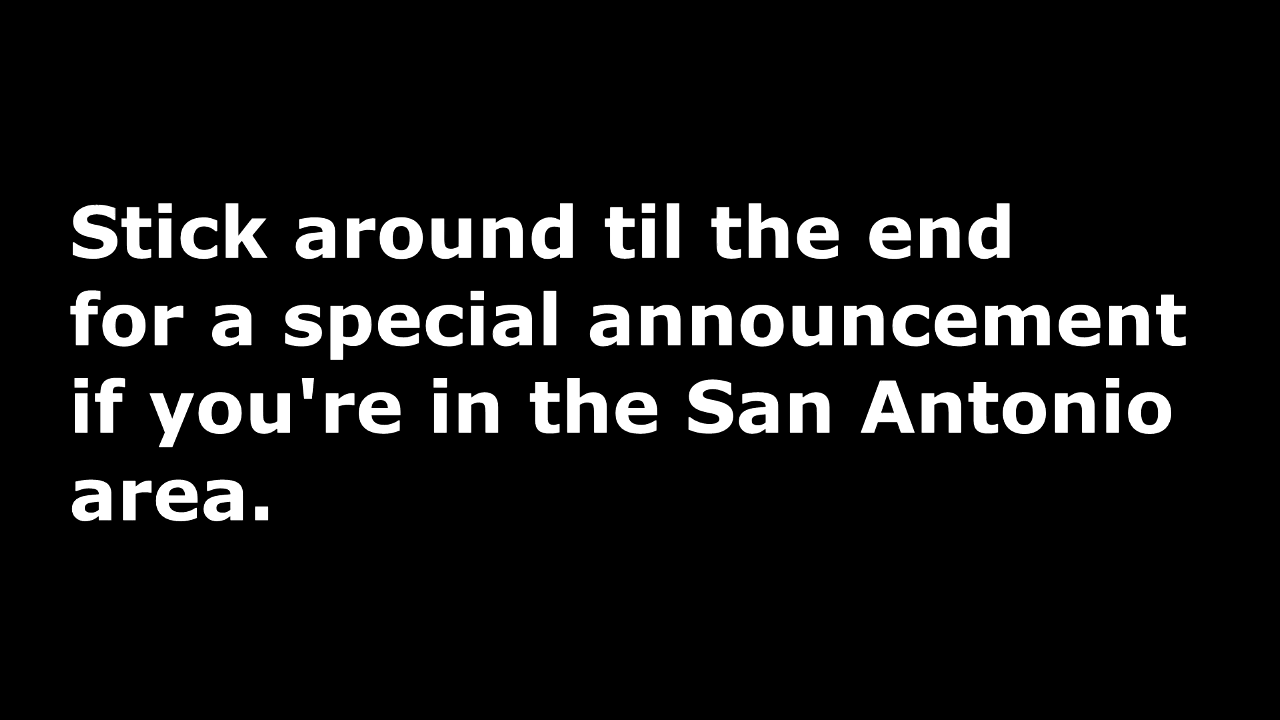 Stick around til the end
for a special announcement
if you're in the San Antonio
area.